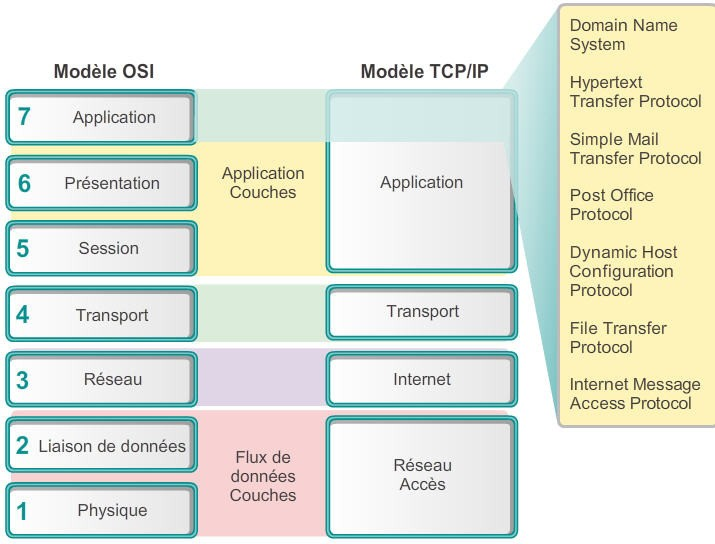 Modèle OSI
Modèle TCP/IP
7
Application
6
Présentation
5
Session
4
Transport
3
Réseau
2
Liaison de données
1
Physique
Application
Couches
Flux de
données
Couches
Application
Transport
Internet
Réseau
Accès
Domain Name
System
Hypertext
Transfer Protocol
Simple Mail
Transfer Protocol
Post Office
Protocol
Dynamic Host
Configuration
Protocol
File Transfer
Protocol
Internet Message
Access Protocol